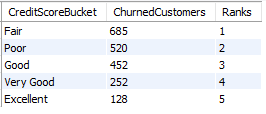 CreditScoreBucket ChurnedCustomers Ranks
Fair 685 1
Poor 520 2
Good 452 3
Very Good 252 4
Excellent 128 5